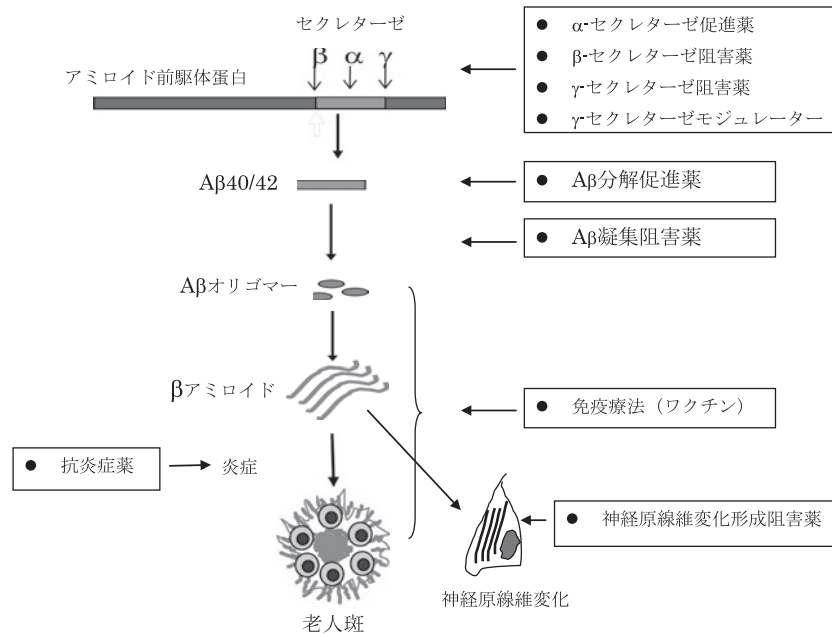 セクレターゼ
β α γ
アミロイド前駆体蛋白
● α-セクレターゼ促進薬
● β-セクレターゼ阻害薬
● γ-セクレターゼ阻害薬
● γ-セクレターゼモジュレーター
Aβ40/42
● Aβ分解促進薬
● Aβ凝集阻害薬
Aβオリゴマー
βアミロイド
● 免疫療法（ワクチン）
● 抗炎症薬
炎症
● 神経原線維変化形成阻害薬
神経原線維変化
老人斑